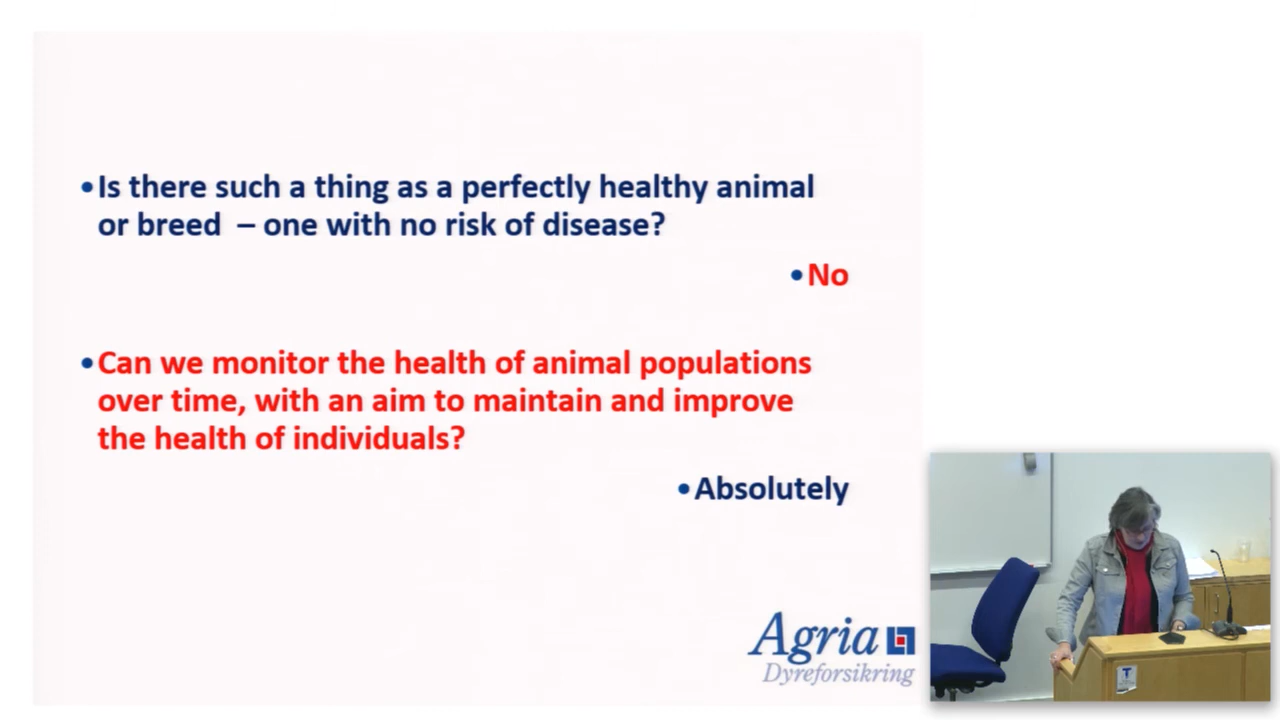 •Is there such a thing as a perfectly healthy animal
or breed – one with no risk of disease?
•No
•Can we monitor the health of animal populations
over time, with an aim to maintain and improve
the health of individuals?
•Absolutely
Agria
Dyreforsikring
T